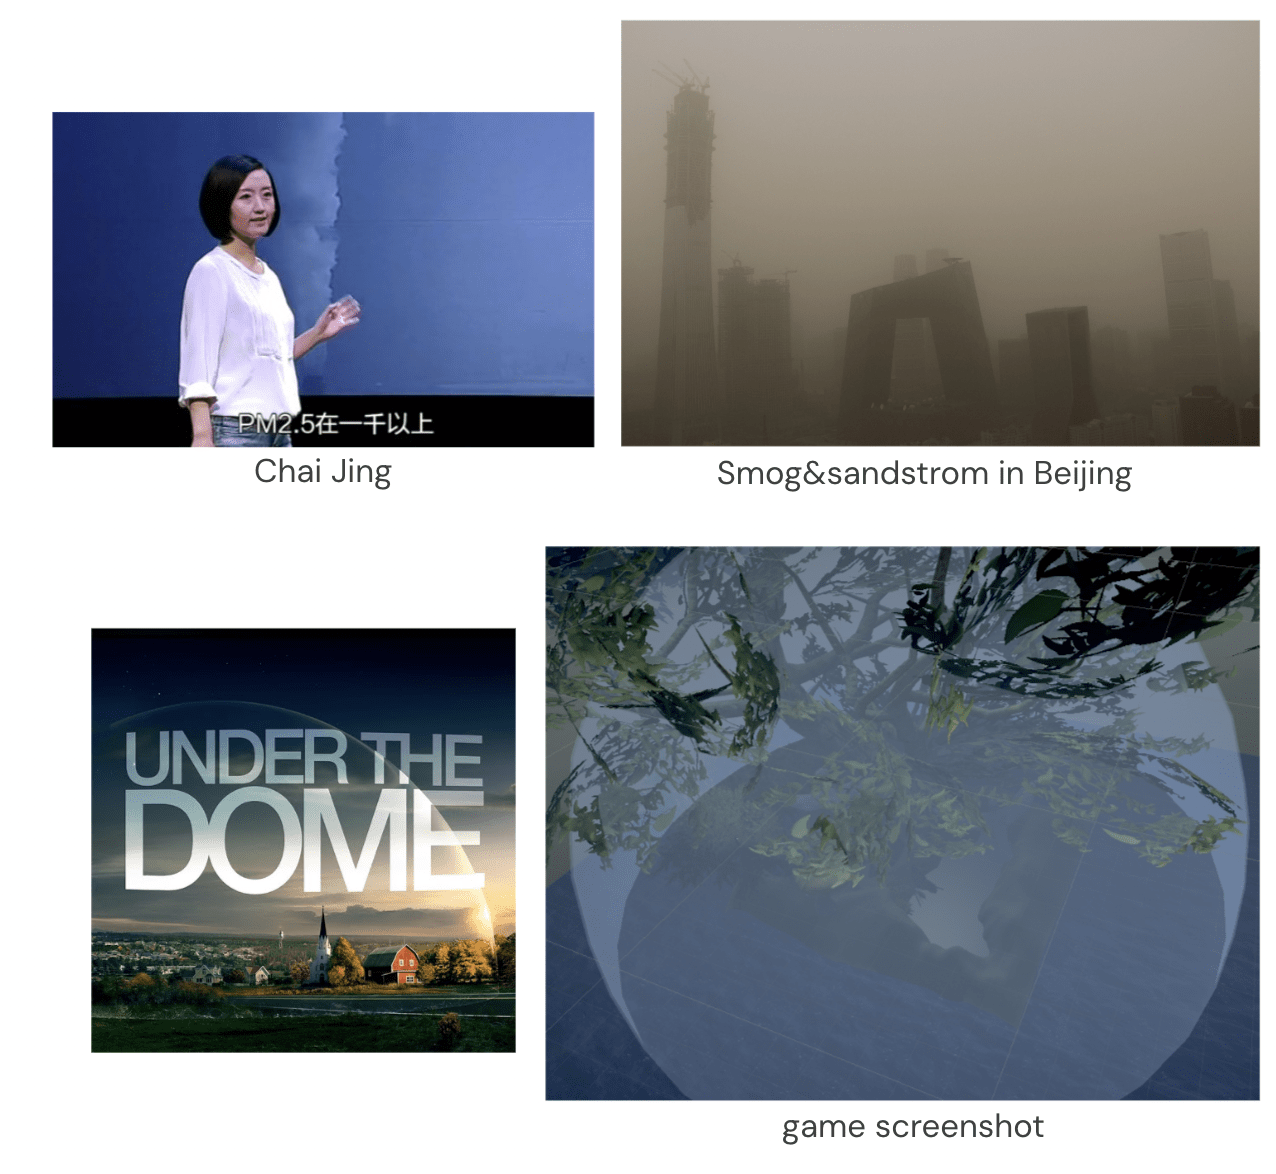 PM2.5在一千以上
Chai Jing
Smog&sandstrom in Beijing
UNDER THE
DOME
game screenshot